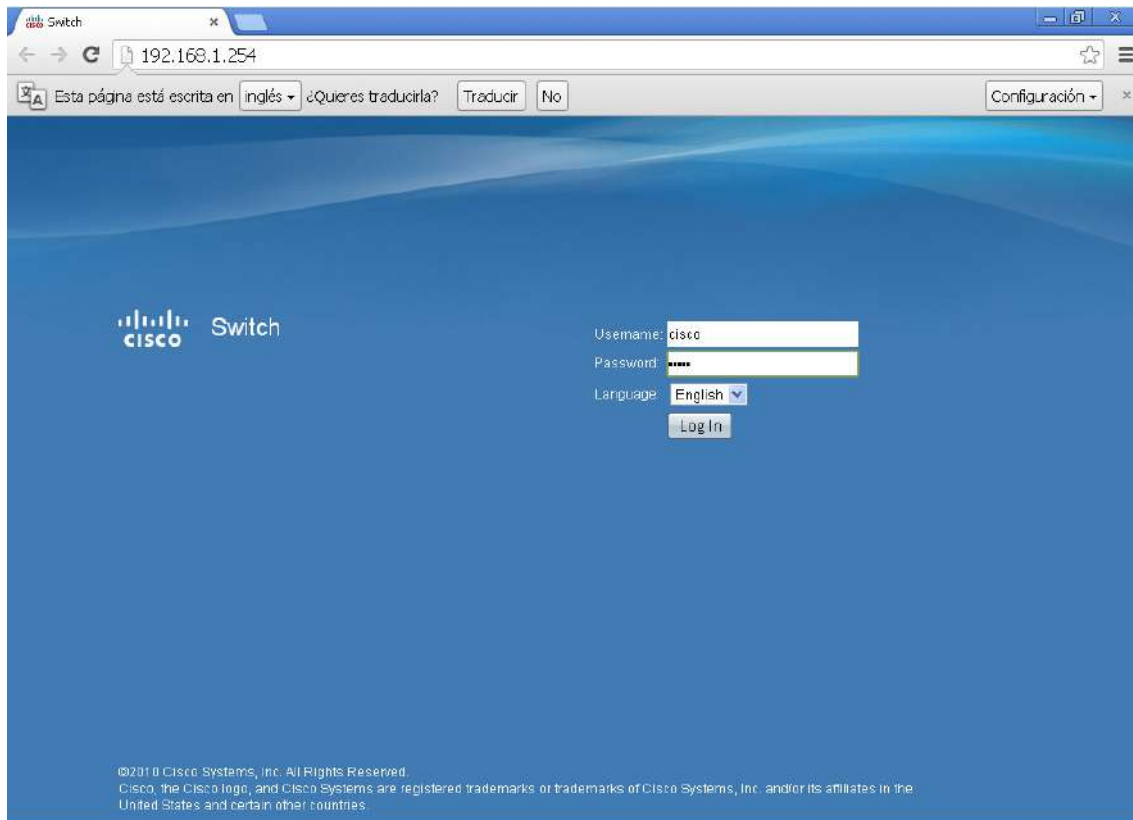 Switch
192.168.1.254
Esta página está escrita en inglés ¿Quieres traducirla? Traducir No Configuración
CISCO Switch
Username: cisco
Password: •••••
Language English
Log In
©2010 Cisco Systems, Inc. All Rights Reserved.
Cisco, the Cisco logo, and Cisco Systems are registered trademarks or trademarks of Cisco Systems, Inc. and/or its affiliates in the
United States and certain other countries.